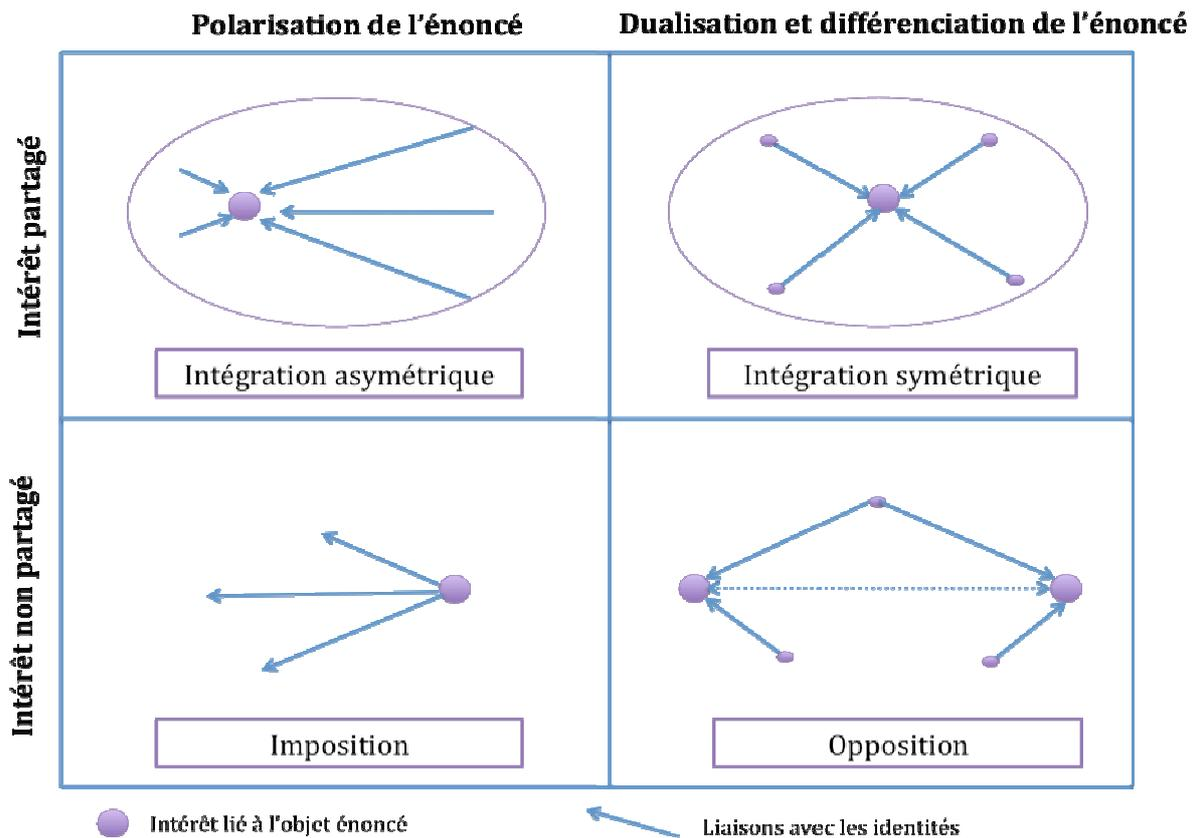 Polarisation de l'énoncé
Dualisation et différenciation de l'énoncé
Intérêt partagé
Intégration asymétrique
Intégration symétrique
Intérêt non partagé
Imposition
Opposition
Intérêt lié à l'objet énoncé
Liaisons avec les identités